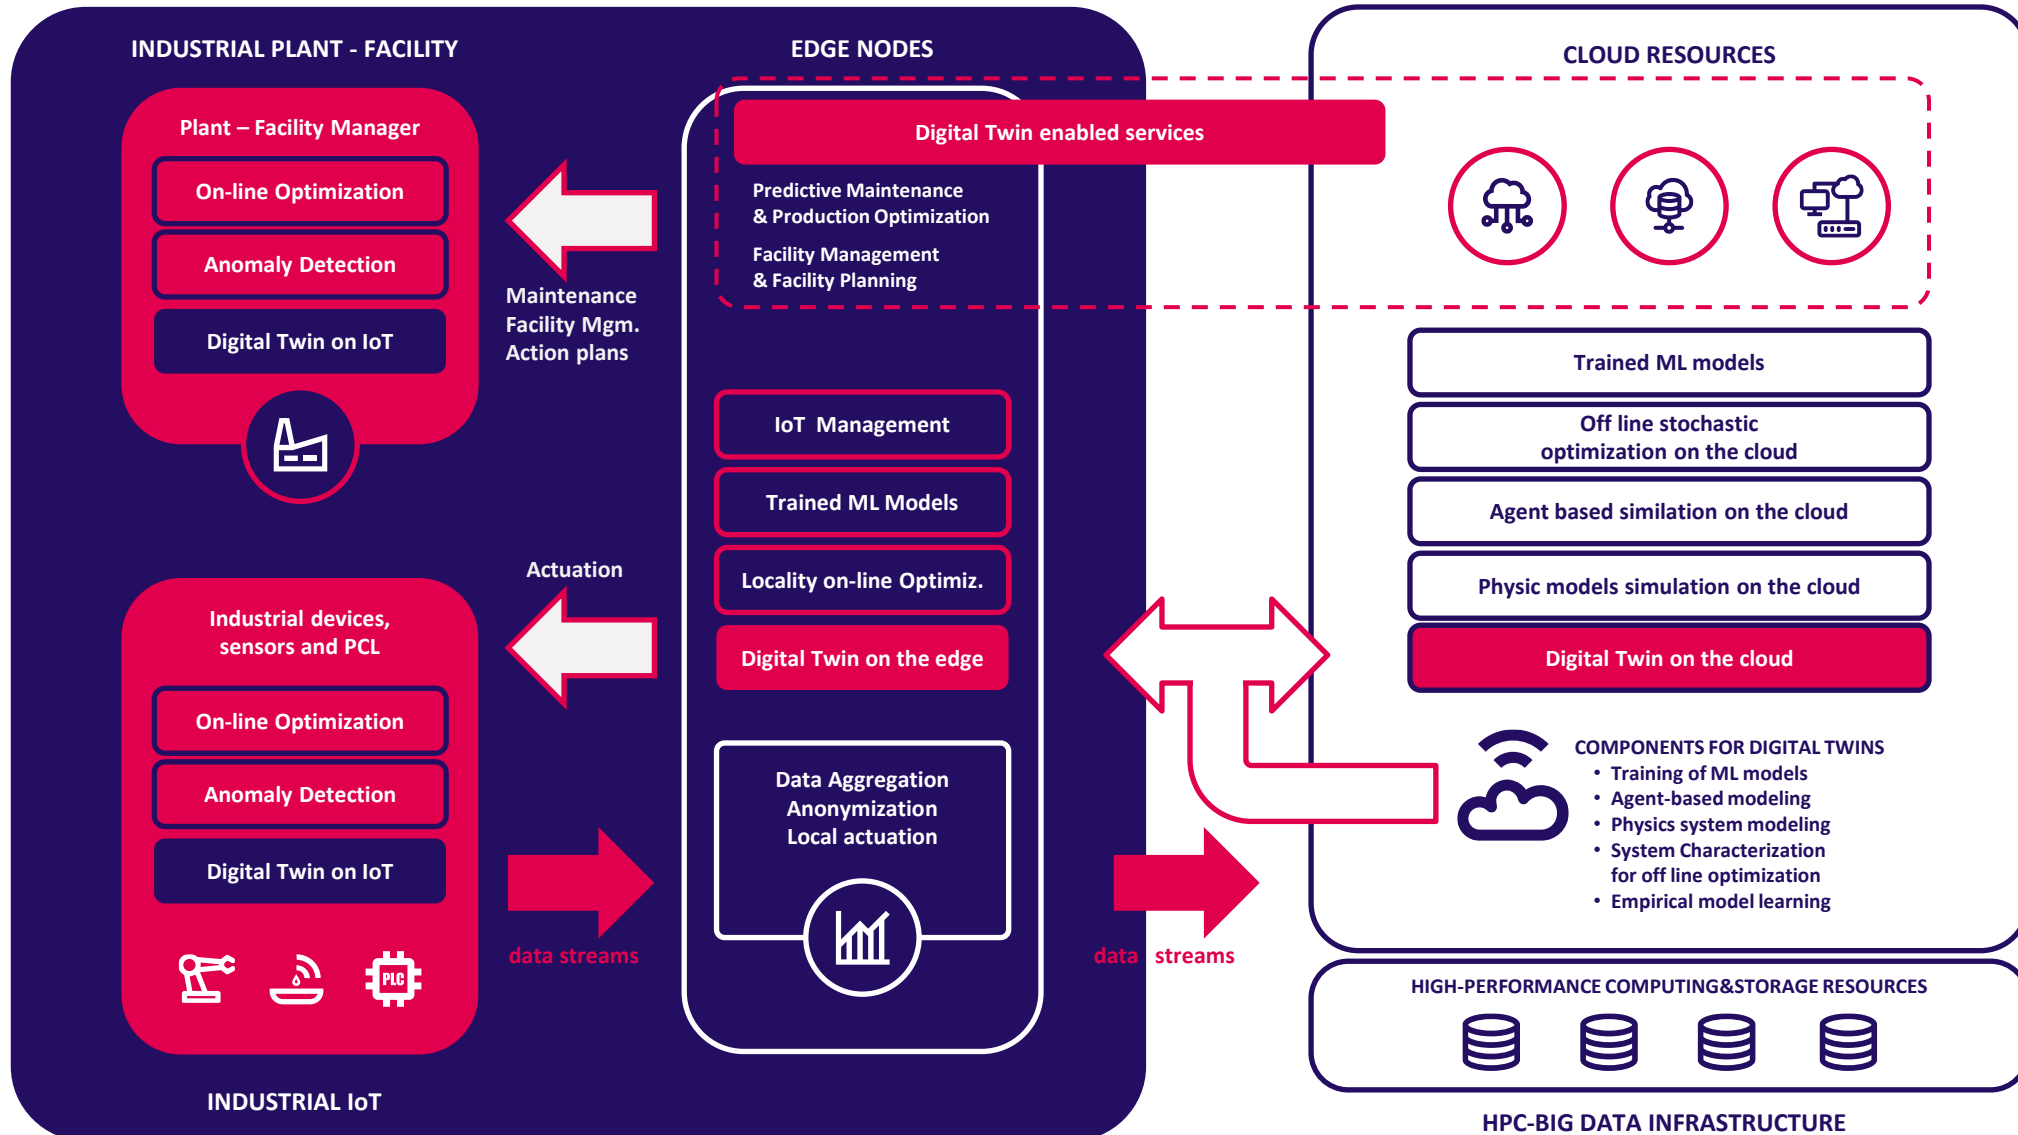 INDUSTRIAL PLANT - FACILITY
Plant – Facility Manager
On-line Optimization
Anomaly Detection
Digital Twin on IoT
Maintenance
Facility Mgm.
Action plans
Actuation
Industrial devices,
sensors and PCL
On-line Optimization
Anomaly Detection
Digital Twin on IoT
PLC
data streams
INDUSTRIAL IoT
EDGE NODES
Digital Twin enabled services
Predictive Maintenance
& Production Optimization
Facility Management
& Facility Planning
IoT Management
Trained ML Models
Locality on-line Optimiz.
Digital Twin on the edge
Data Aggregation
Anonymization
Local actuation
data streams
CLOUD RESOURCES
Trained ML models
Off line stochastic
optimization on the cloud
Agent based similation on the cloud
Physic models simulation on the cloud
Digital Twin on the cloud
COMPONENTS FOR DIGITAL TWINS
• Training of ML models
• Agent-based modeling
• Physics system modeling
• System Characterization
for off line optimization
• Empirical model learning
HIGH-PERFORMANCE COMPUTING&STORAGE RESOURCES
HPC-BIG DATA INFRASTRUCTURE